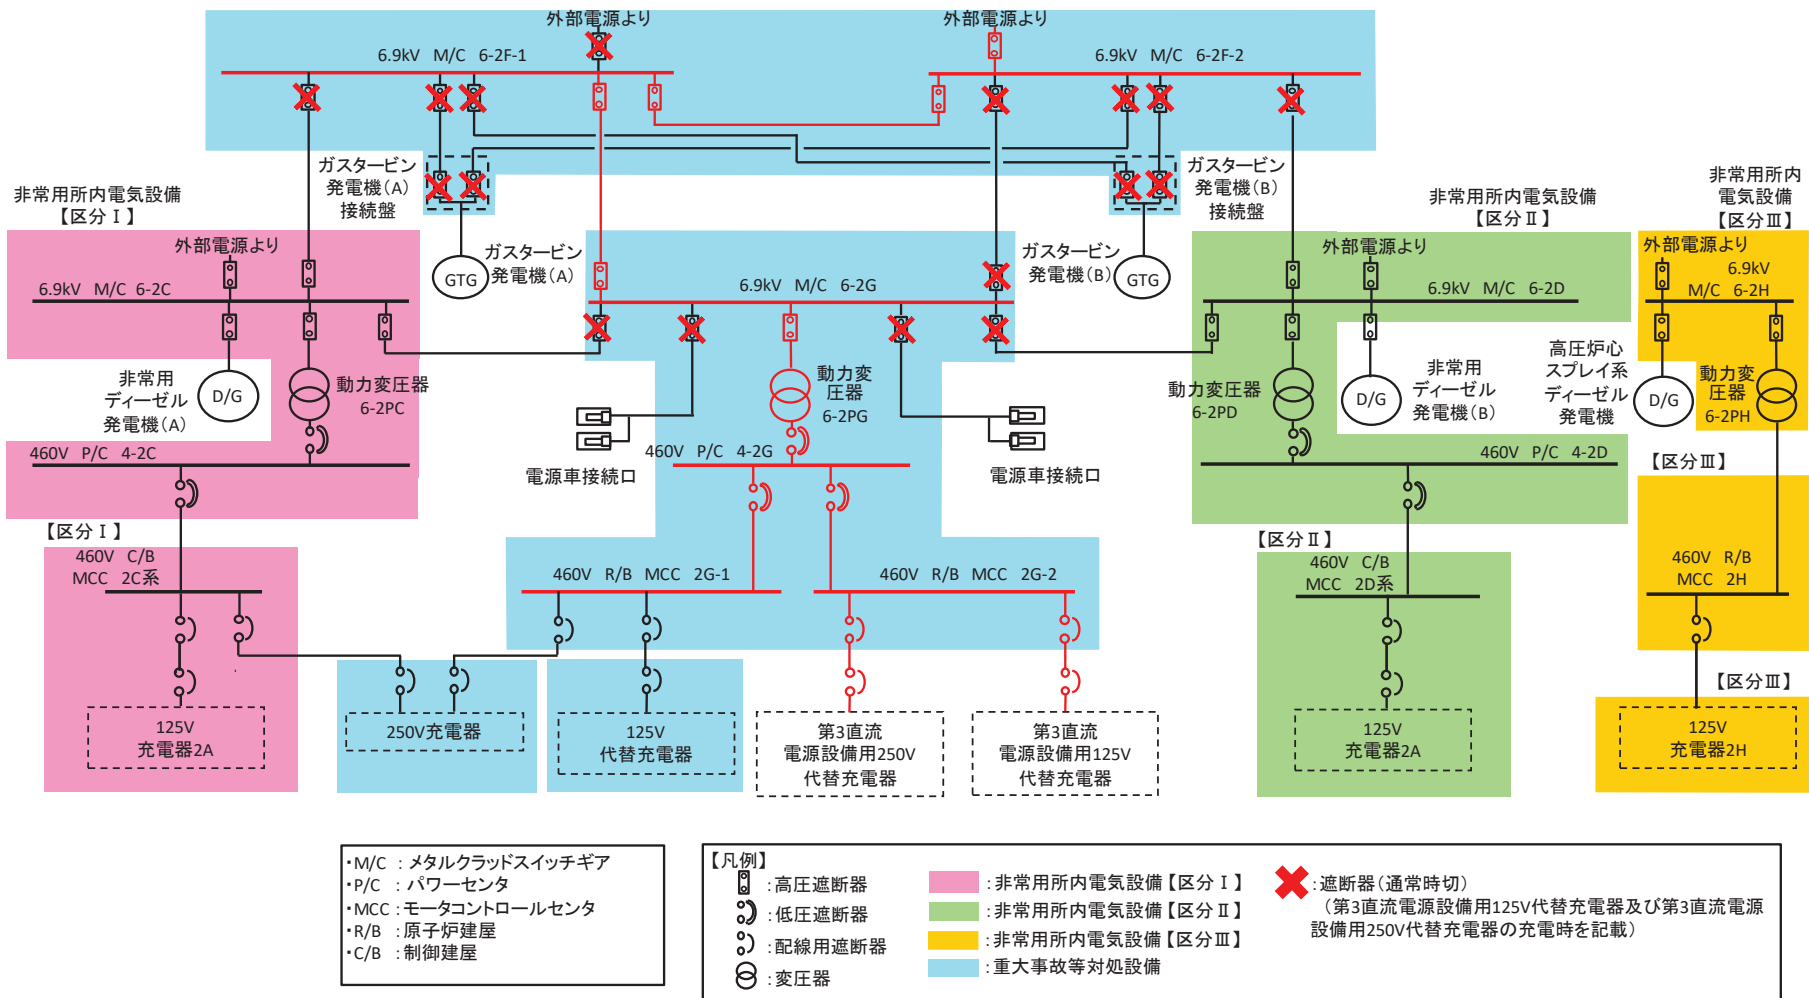 外部電源より
外部電源より
6.9kV M/C 6-2F-1
6.9kV M/C 6-2F-2
ガスタービン
発電機(A)
接続盤
ガスタービン
発電機(B)
接続盤
非常用所内電気設備
【区分Ⅰ】
非常用所内電気設備
【区分Ⅱ】
非常用所内
電気設備
【区分Ⅲ】
外部電源より
ガスタービン
発電機(A)
GTG
ガスタービン
発電機(B)
GTG
外部電源より
外部電源より
6.9kV M/C 6-2C
6.9kV M/C 6-2G
6.9kV M/C 6-2D
6.9kV
M/C 6-2H
非常用
ディーゼル
発電機(A)
D/G
動力変圧器
6-2PC
動力変
圧器
6-2PG
動力変圧器
6-2PD
D/G
非常用
ディーゼル
発電機(B)
高圧炉心
スプレイ系
ディーゼル
発電機
D/G
動力変
圧器
6-2PH
460V P/C 4-2C
電源車接続口
460V P/C 4-2G
電源車接続口
460V P/C 4-2D
【区分Ⅲ】
【区分Ⅰ】
【区分Ⅱ】
460V C/B
MCC 2C系
460V R/B MCC 2G-1
460V R/B MCC 2G-2
460V C/B
MCC 2D系
460V R/B
MCC 2H
【区分Ⅲ】
125V
充電器2A
250V充電器
125V
代替充電器
第3直流
電源設備用250V
代替充電器
第3直流
電源設備用125V
代替充電器
125V
充電器2A
125V
充電器2H
・M/C : メタルクラッドスイッチギア
・P/C : パワーセンタ
・MCC : モータコントロールセンタ
・R/B : 原子炉建屋
・C/B : 制御建屋
【凡例】
:高圧遮断器
:低圧遮断器
:配線用遮断器
:変圧器
:非常用所内電気設備【区分Ⅰ】
:非常用所内電気設備【区分Ⅱ】
:非常用所内電気設備【区分Ⅲ】
:重大事故等対処設備
:遮断器(通常時切)
(第3直流電源設備用125V代替充電器及び第3直流電源
設備用250V代替充電器の充電時を記載)